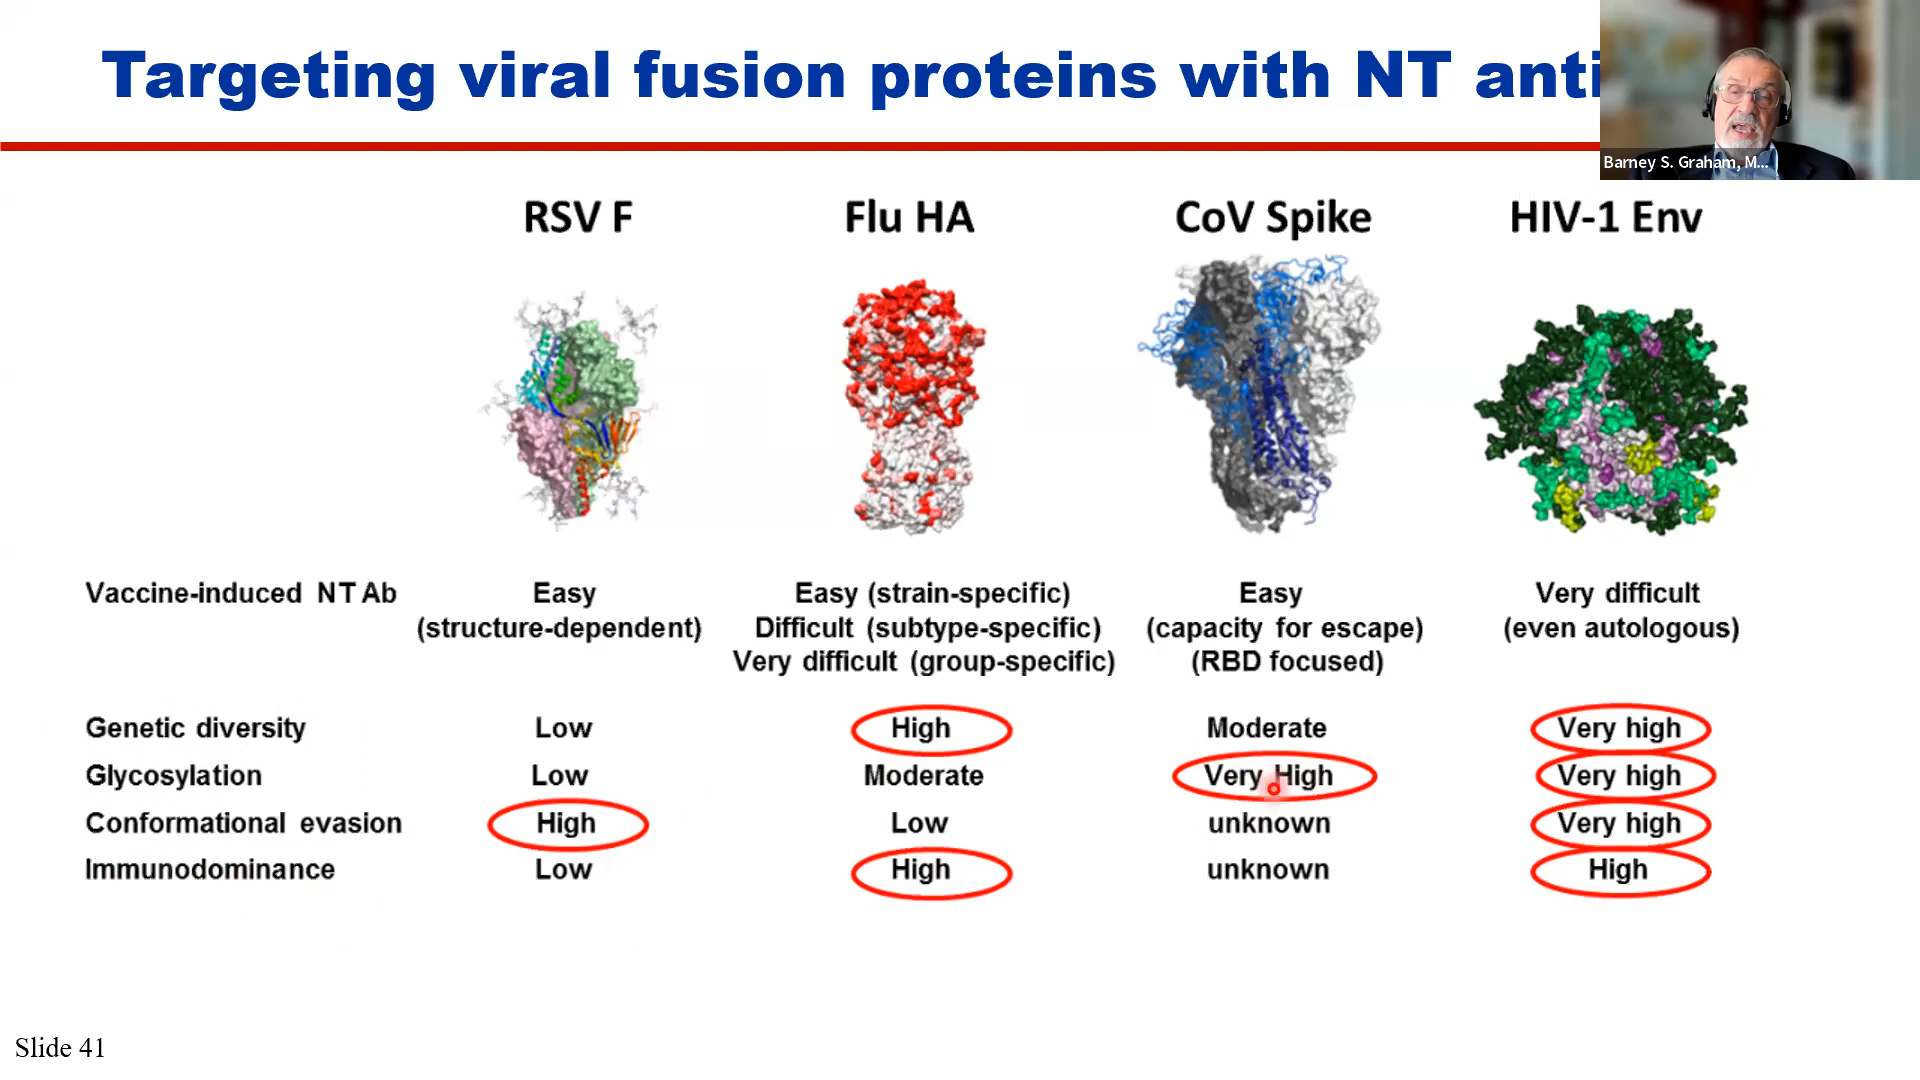 Targeting viral fusion proteins with NT anti
Barney S. Graham, M...
RSV F Flu HA CoV Spike HIV-1 Env
Vaccine-induced NT Ab Easy Easy (strain-specific) Easy Very difficult
(structure-dependent) Difficult (subtype-specific) (capacity for escape) (even autologous)
Very difficult (group-specific) (RBD focused)
Genetic diversity Low High Moderate Very high
Glycosylation Low Moderate Very High Very high
Conformational evasion High Low unknown Very high
Immunodominance Low High unknown High
Slide 41